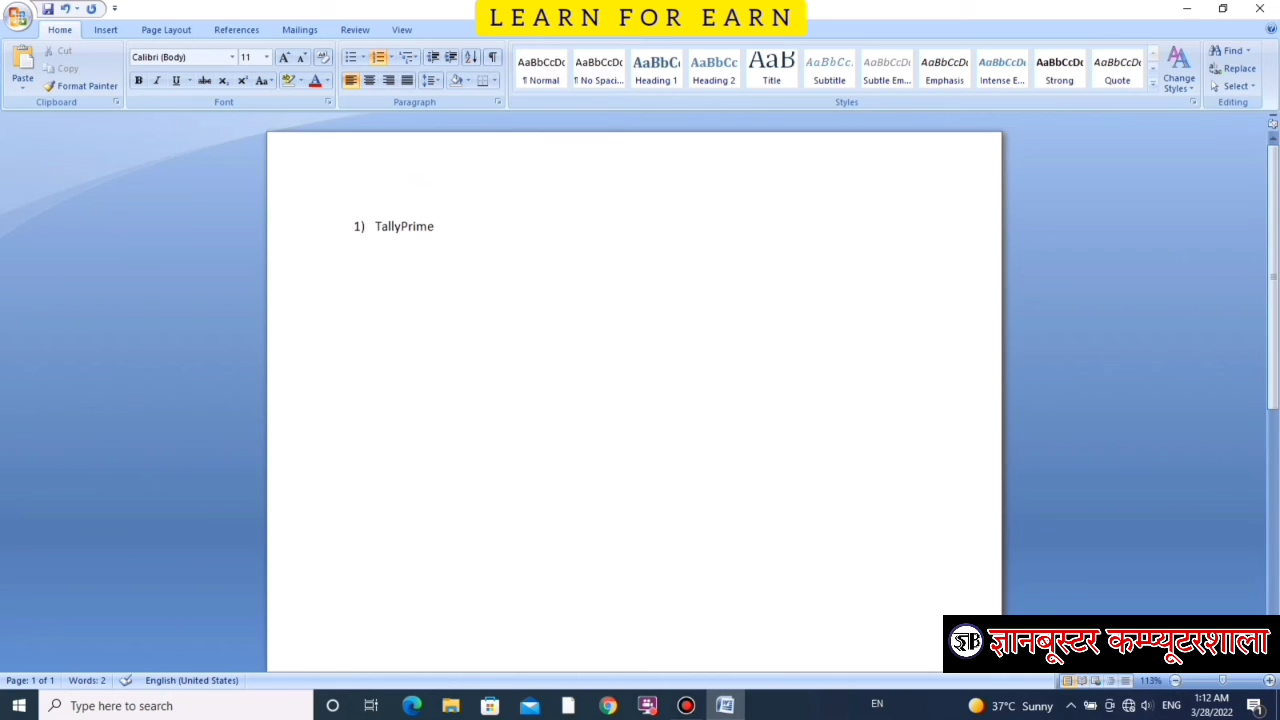 LEARN FOR EARN
Home Insert Page Layout References Mailings Review View
Cut
Copy
Paste
Format Painter
Clipboard
Calibri (Body) 11
Font
Paragraph
AaBbCcDc AaBbCcDc AaBbC AaBbCc AaB AaBbCc. AaBbCcDc AaBbCcDc AaBbCcDc AaBbCcDc AaBbCcDc
¶ Normal ¶ No Spaci... Heading 1 Heading 2 Title Subtitle Subtle Em... Emphasis Intense E... Strong Quote
Change
Styles
Styles
Find
Replace
Select
Editing
1) TallyPrime
ज्ञानबूस्टर कम्प्यूटरशाला
Page: 1 of 1 Words: 2 English (United States) 113%
Type here to search
EN
37°C Sunny
ENG
1:12 AM
3/28/2022